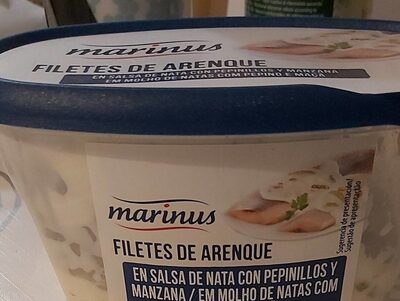 marinus
FILETES DE ARENQUE
EN SALSA DE NATA CON PEPINILLOS Y MANZANA
EM MOLHO DE NATAS COM PEPINO E MAÇÃ
marinus
FILETES DE ARENQUE
EN SALSA DE NATA CON PEPINILLOS Y
MANZANA / EM MOLHO DE NATAS COM
Sugerencia de presentación/
Sugestão de apresentação